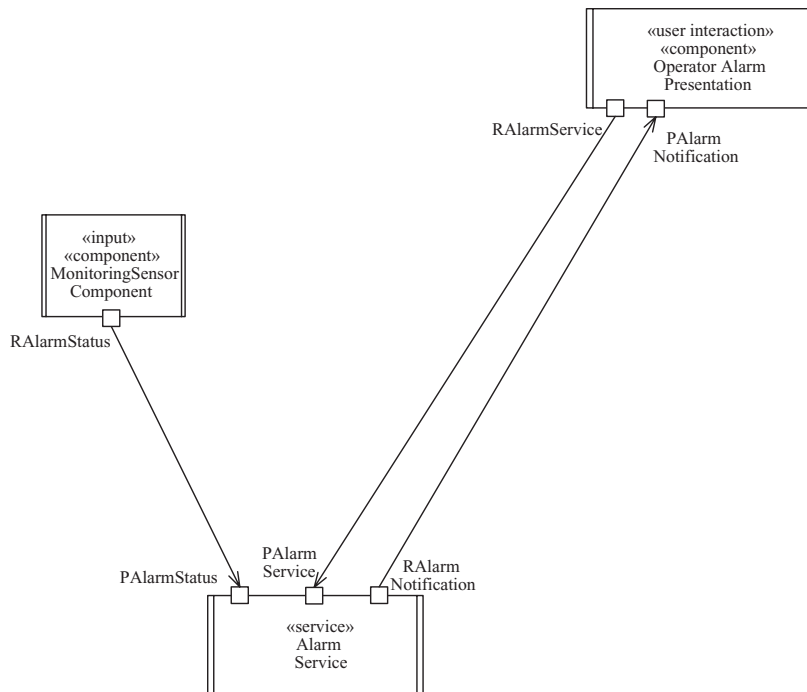 «user interaction»
«component»
Operator Alarm
Presentation
RAlarmService
PAlarm
Notification
«input»
«component»
MonitoringSensor
Component
RAlarmStatus
PAlarmStatus
PAlarm
Service
RAlarm
Notification
«service»
Alarm
Service